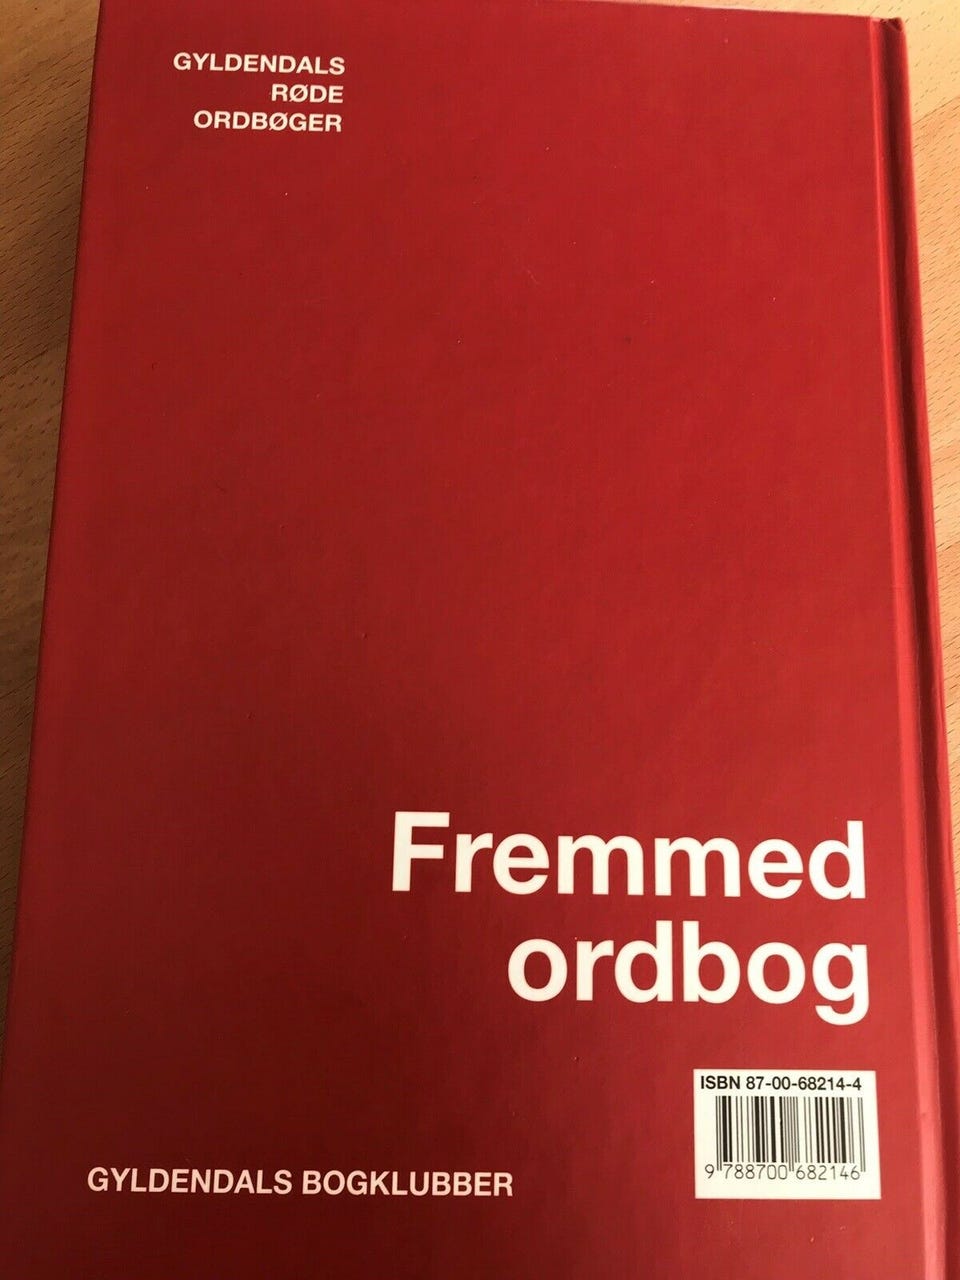 GYLDENDALS
RØDE
ORDBØGER
Fremmed
ordbog
ISBN 87-00-68214-4
9 788700 682146
GYLDENDALS BOGKLUBBER